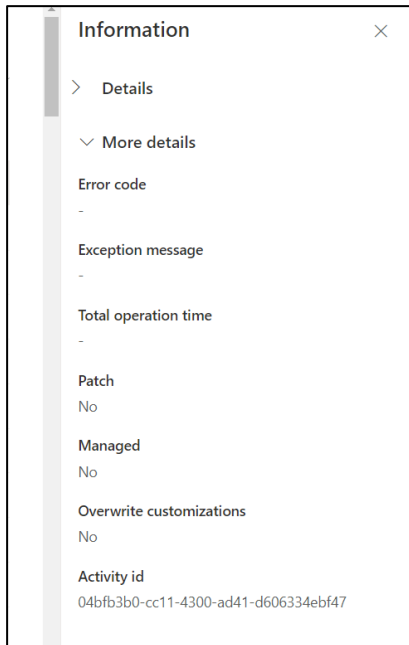 Information
Details
More details
Error code
-
Exception message
-
Total operation time
-
Patch
No
Managed
No
Overwrite customizations
No
Activity id
04bfb3b0-cc11-4300-ad41-d606334ebf47